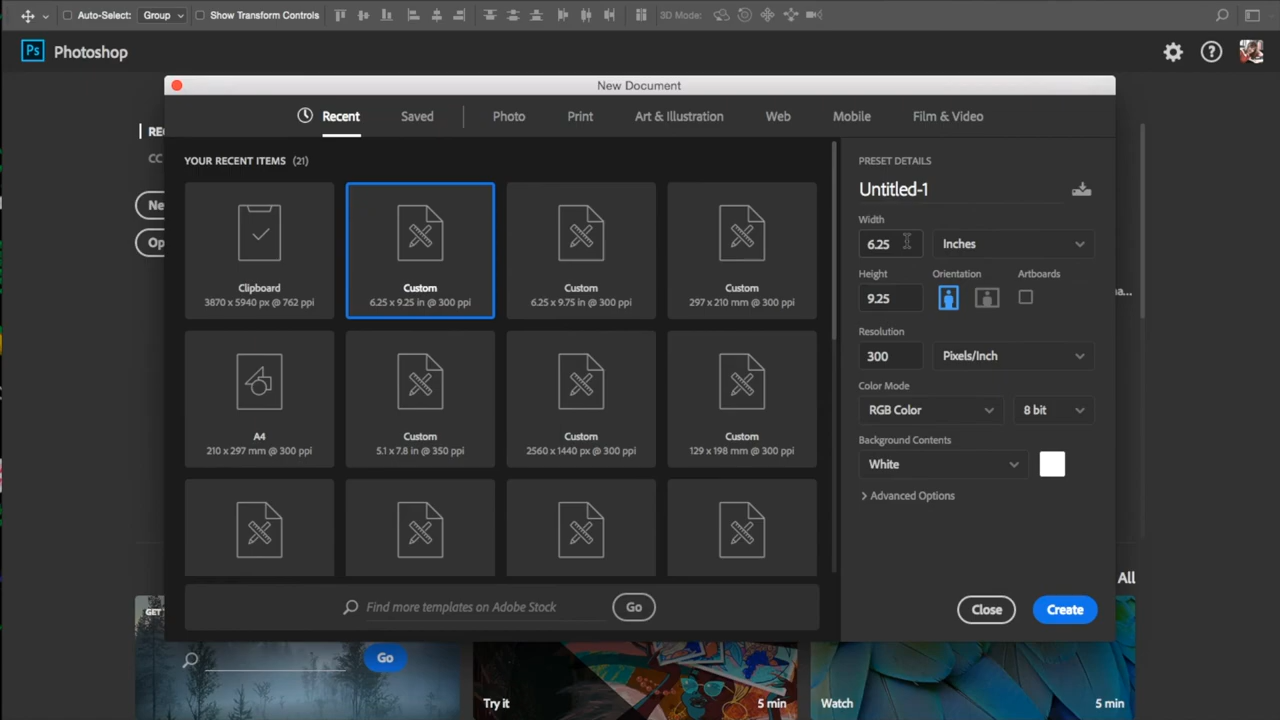 Auto-Select: Group Show Transform Controls 3D Mode:
Ps Photoshop
New Document
Recent Saved Photo Print Art & Illustration Web Mobile Film & Video
REC
CC
Ne
Op
YOUR RECENT ITEMS (21)
Clipboard
3870 x 5940 px @ 762 ppi
Custom
6.25 x 9.25 in @ 300 ppi
Custom
6.25 x 9.75 in @ 300 ppi
Custom
297 x 210 mm @ 300 ppi
A4
210 x 297 mm @ 300 ppi
Custom
5.1 x 7.8 in @ 350 ppi
Custom
2560 x 1440 px @ 300 ppi
Custom
129 x 198 mm @ 300 ppi
Find more templates on Adobe Stock Go
PRESET DETAILS
Untitled-1
Width
6.25 Inches
Height Orientation Artboards
9.25
Resolution
300 Pixels/Inch
Color Mode
RGB Color 8 bit
Background Contents
White
Advanced Options
Close Create
a...
All
GET
Go
Try it 5 min
Watch 5 min